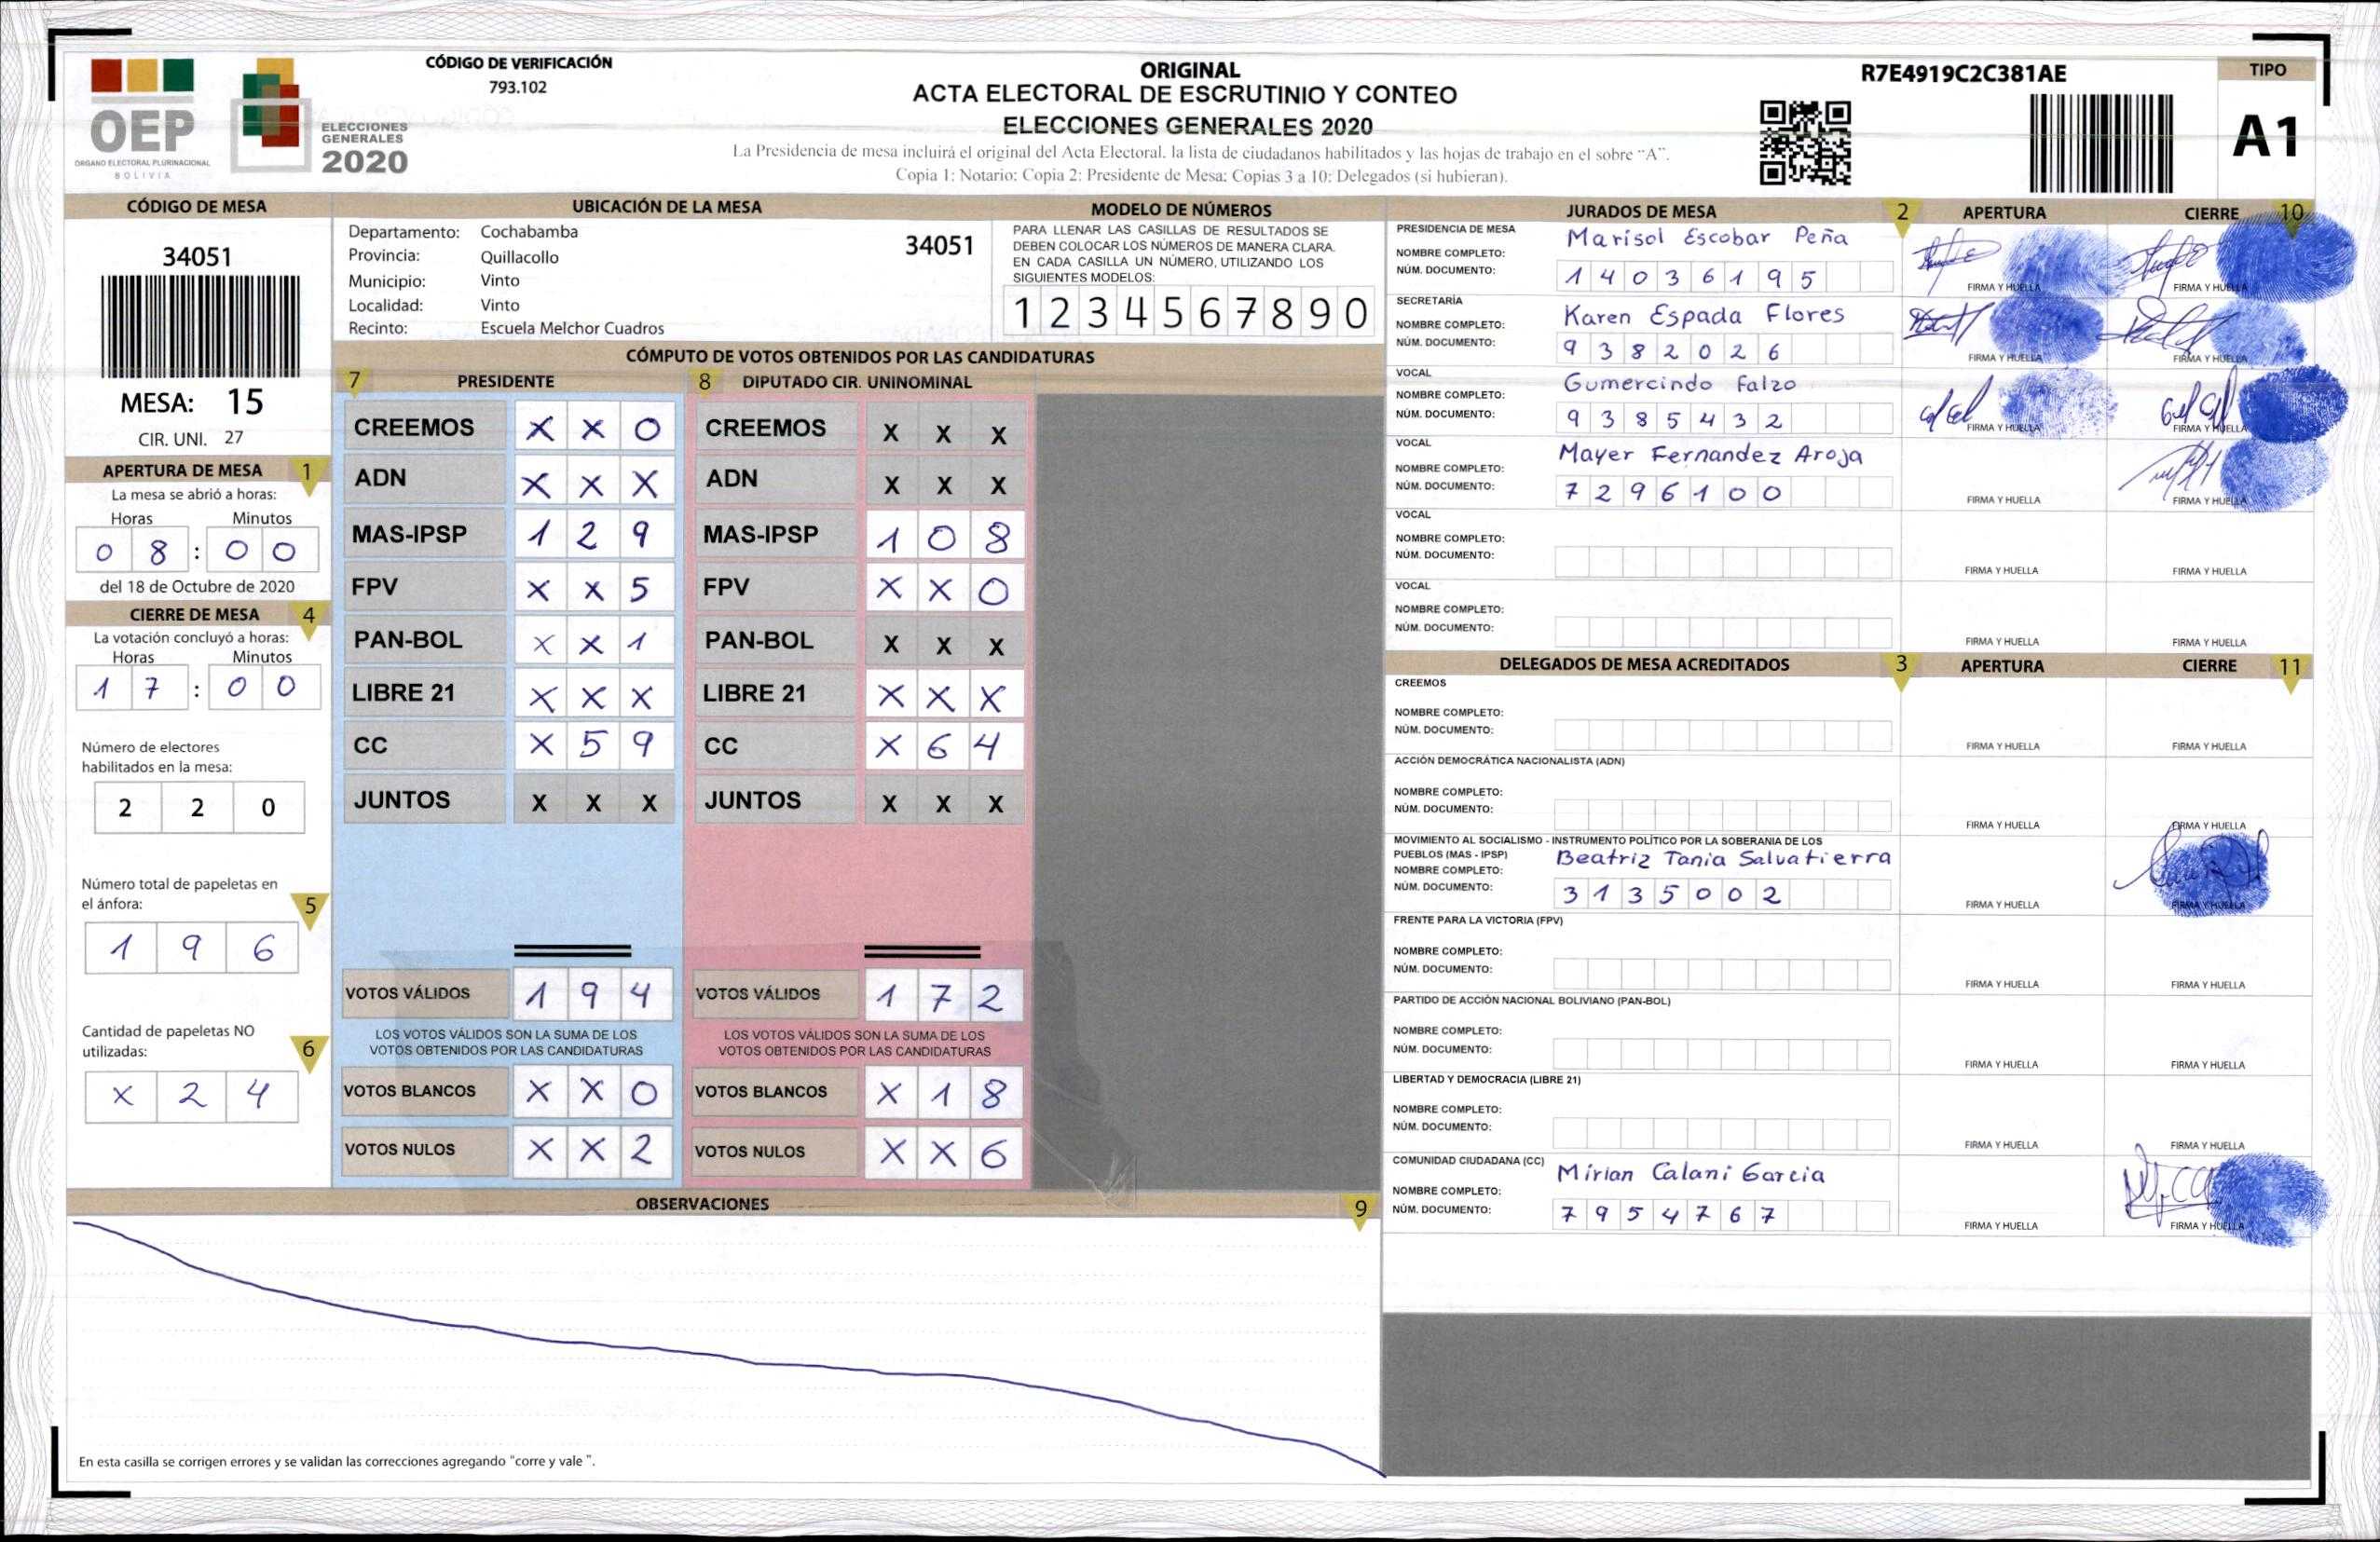 CÓDIGO DE VERIFICACIÓN
793.102
OEP
ORGANO ELECTORAL PLURINACIONAL
BOLIVIA
ELECCIONES
GENERALES
2020
ORIGINAL
ACTA ELECTORAL DE ESCRUTINIO Y CONTEO
ELECCIONES GENERALES 2020
La Presidencia de mesa incluirá el original del Acta Electoral. la lista de ciudadanos habilitados y las hojas de trabajo en el sobre "A".
Copia 1: Notario; Copia 2: Presidente de Mesa; Copias 3 a 10: Delegados (si hubieran).
R7E4919C2C381AE
TIPO
A1
CÓDIGO DE MESA
34051
MESA: 15
CIR. UNI. 27
APERTURA DE MESA 1
La mesa se abrió a horas:
Horas Minutos
0 8 : 0 0
del 18 de Octubre de 2020
CIERRE DE MESA 4
La votación concluyó a horas:
Horas Minutos
1 7 : 0 0
Número de electores
habilitados en la mesa:
2 2 0
Número total de papeletas en
el ánfora: 5
1 9 6
Cantidad de papeletas NO
utilizadas: 6
X 2 4
UBICACIÓN DE LA MESA
Departamento: Cochabamba
34051
Provincia: Quillacollo
Municipio: Vinto
Localidad: Vinto
Recinto: Escuela Melchor Cuadros
MODELO DE NÚMEROS
PARA LLENAR LAS CASILLAS DE RESULTADOS SE
DEBEN COLOCAR LOS NÚMEROS DE MANERA CLARA.
EN CADA CASILLA UN NÚMERO, UTILIZANDO LOS
SIGUIENTES MODELOS:
1 2 3 4 5 6 7 8 9 0
CÓMPUTO DE VOTOS OBTENIDOS POR LAS CANDIDATURAS
7 PRESIDENTE
CREEMOS X X 0
ADN X X X
MAS-IPSP 1 2 9
FPV X X 5
PAN-BOL X X 1
LIBRE 21 X X X
CC X 5 9
JUNTOS X X X
VOTOS VÁLIDOS 1 9 4
LOS VOTOS VÁLIDOS SON LA SUMA DE LOS
VOTOS OBTENIDOS POR LAS CANDIDATURAS
VOTOS BLANCOS X X 0
VOTOS NULOS X X 2
8 DIPUTADO CIR. UNINOMINAL
CREEMOS X X X
ADN X X X
MAS-IPSP 1 0 8
FPV X X 0
PAN-BOL X X X
LIBRE 21 X X X
CC X 6 4
JUNTOS X X X
VOTOS VÁLIDOS 1 7 2
LOS VOTOS VÁLIDOS SON LA SUMA DE LOS
VOTOS OBTENIDOS POR LAS CANDIDATURAS
VOTOS BLANCOS X 1 8
VOTOS NULOS X X 6
OBSERVACIONES 9
En esta casilla se corrigen errores y se validan las correcciones agregando "corre y vale ".
JURADOS DE MESA 2 APERTURA CIERRE 10
PRESIDENCIA DE MESA
NOMBRE COMPLETO: Marisol Escobar Peña
NÚM. DOCUMENTO: 1 4 0 3 6 1 9 5
FIRMA Y HUELLA FIRMA Y HUELLA
SECRETARÍA
NOMBRE COMPLETO: Karen Espada Flores
NÚM. DOCUMENTO: 9 3 8 2 0 2 6
FIRMA Y HUELLA FIRMA Y HUELLA
VOCAL
NOMBRE COMPLETO: Gumercindo Falzo
NÚM. DOCUMENTO: 9 3 8 5 4 3 2
FIRMA Y HUELLA FIRMA Y HUELLA
VOCAL
NOMBRE COMPLETO: Mayer Fernandez Aroja
NÚM. DOCUMENTO: 7 2 9 6 1 0 0
FIRMA Y HUELLA FIRMA Y HUELLA
VOCAL
NOMBRE COMPLETO:
NÚM. DOCUMENTO:
FIRMA Y HUELLA FIRMA Y HUELLA
VOCAL
NOMBRE COMPLETO:
NÚM. DOCUMENTO:
FIRMA Y HUELLA FIRMA Y HUELLA
DELEGADOS DE MESA ACREDITADOS 3 APERTURA CIERRE 11
CREEMOS
NOMBRE COMPLETO:
NÚM. DOCUMENTO:
FIRMA Y HUELLA FIRMA Y HUELLA
ACCIÓN DEMOCRÁTICA NACIONALISTA (ADN)
NOMBRE COMPLETO:
NÚM. DOCUMENTO:
FIRMA Y HUELLA FIRMA Y HUELLA
MOVIMIENTO AL SOCIALISMO - INSTRUMENTO POLÍTICO POR LA SOBERANIA DE LOS
PUEBLOS (MAS - IPSP)
NOMBRE COMPLETO: Beatriz Tania Salvatierra
NÚM. DOCUMENTO: 3 1 3 5 0 0 2
FIRMA Y HUELLA FIRMA Y HUELLA
FRENTE PARA LA VICTORIA (FPV)
NOMBRE COMPLETO:
NÚM. DOCUMENTO:
FIRMA Y HUELLA FIRMA Y HUELLA
PARTIDO DE ACCIÓN NACIONAL BOLIVIANO (PAN-BOL)
NOMBRE COMPLETO:
NÚM. DOCUMENTO:
FIRMA Y HUELLA FIRMA Y HUELLA
LIBERTAD Y DEMOCRACIA (LIBRE 21)
NOMBRE COMPLETO:
NÚM. DOCUMENTO:
FIRMA Y HUELLA FIRMA Y HUELLA
COMUNIDAD CIUDADANA (CC)
NOMBRE COMPLETO: Mirian Calani Garcia
NÚM. DOCUMENTO: 7 9 5 4 7 6 7
FIRMA Y HUELLA FIRMA Y HUELLA